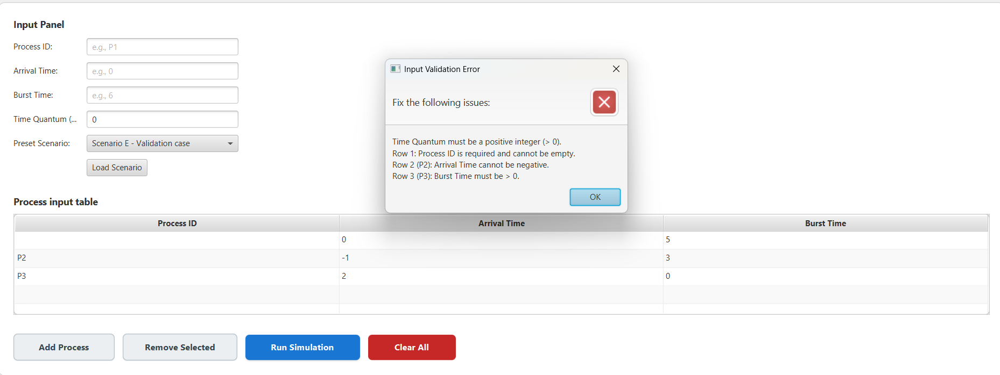 Input Panel
Process ID:
e.g., P1
Arrival Time:
e.g., 0
Burst Time:
e.g., 6
Time Quantum (...
0
Preset Scenario:
Scenario E - Validation case
Load Scenario
Input Validation Error
Fix the following issues:
Time Quantum must be a positive integer (> 0).
Row 1: Process ID is required and cannot be empty.
Row 2 (P2): Arrival Time cannot be negative.
Row 3 (P3): Burst Time must be > 0.
OK
Process input table
Process ID Arrival Time Burst Time
0 5
P2 -1 3
P3 2 0
Add Process Remove Selected Run Simulation Clear All